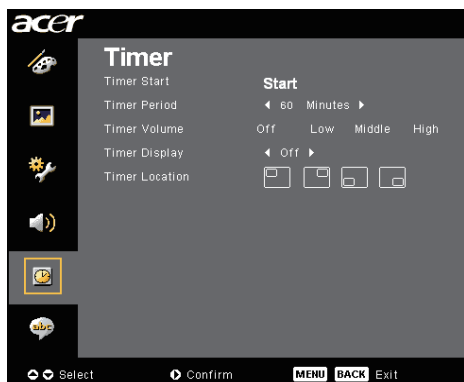 acer
Timer
Timer Start Start
Timer Period 60 Minutes
Timer Volume Off Low Middle High
Timer Display Off
Timer Location
abc
Select Confirm MENU BACK Exit